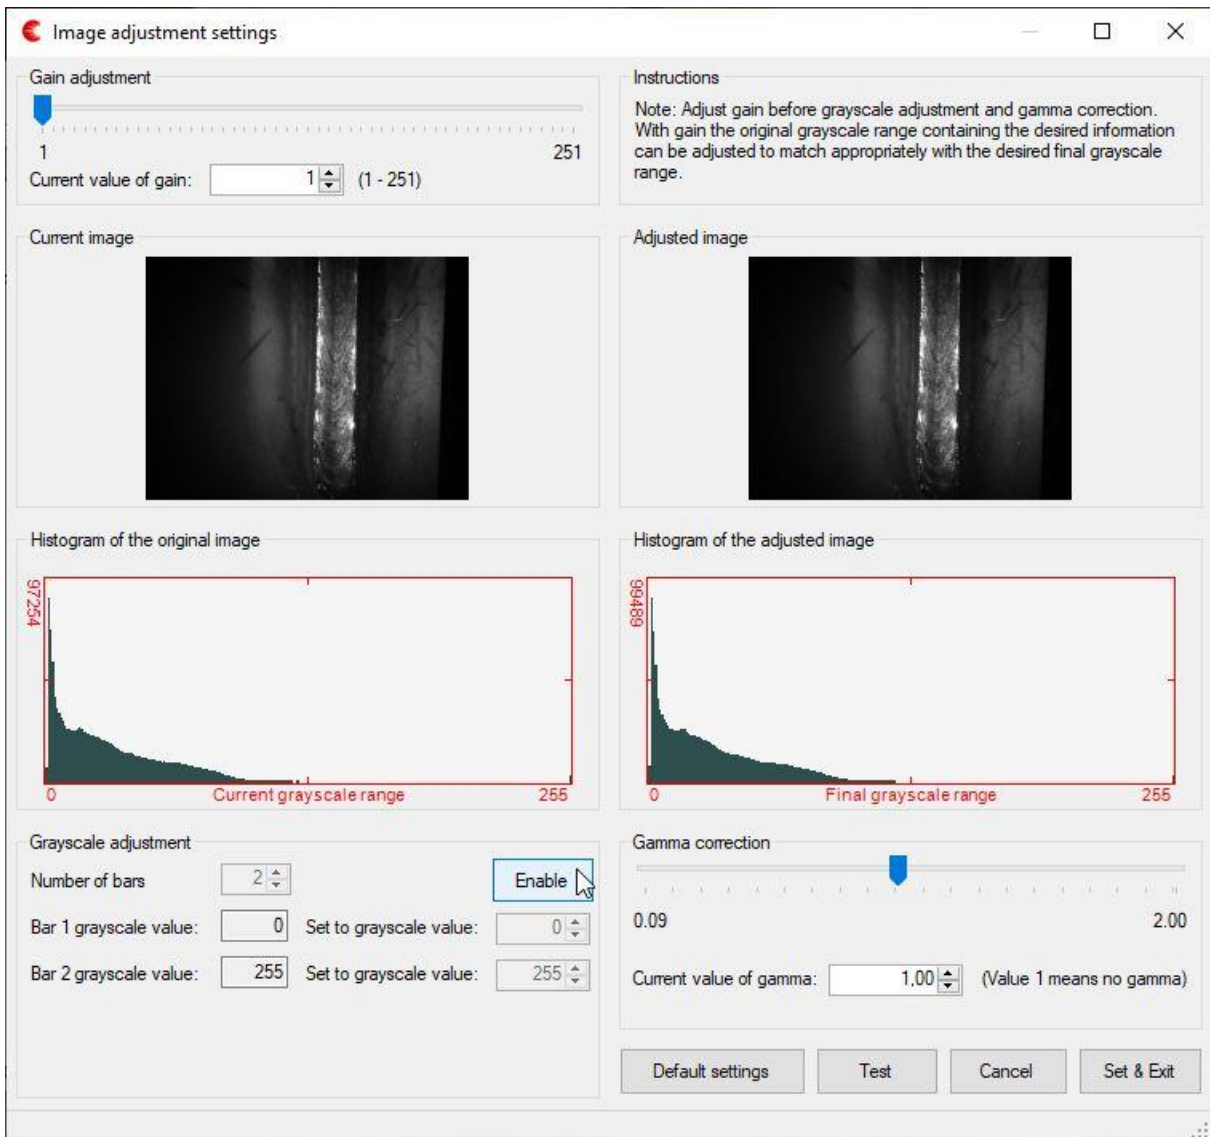 Image adjustment settings
Gain adjustment
1 251
Current value of gain: 1 (1 - 251)
Instructions
Note: Adjust gain before grayscale adjustment and gamma correction.
With gain the original grayscale range containing the desired information
can be adjusted to match appropriately with the desired final grayscale
range.
Current image
Adjusted image
Histogram of the original image
97254
0 Current grayscale range 255
Histogram of the adjusted image
99489
0 Final grayscale range 255
Grayscale adjustment
Number of bars 2 Enable
Bar 1 grayscale value: 0 Set to grayscale value: 0
Bar 2 grayscale value: 255 Set to grayscale value: 255
Gamma correction
0.09 2.00
Current value of gamma: 1,00 (Value 1 means no gamma)
Default settings Test Cancel Set & Exit